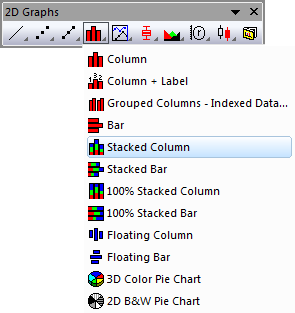 2D Graphs
Column
Column + Label
Grouped Columns - Indexed Data...
Bar
Stacked Column
Stacked Bar
100% Stacked Column
100% Stacked Bar
Floating Column
Floating Bar
3D Color Pie Chart
2D B&W Pie Chart